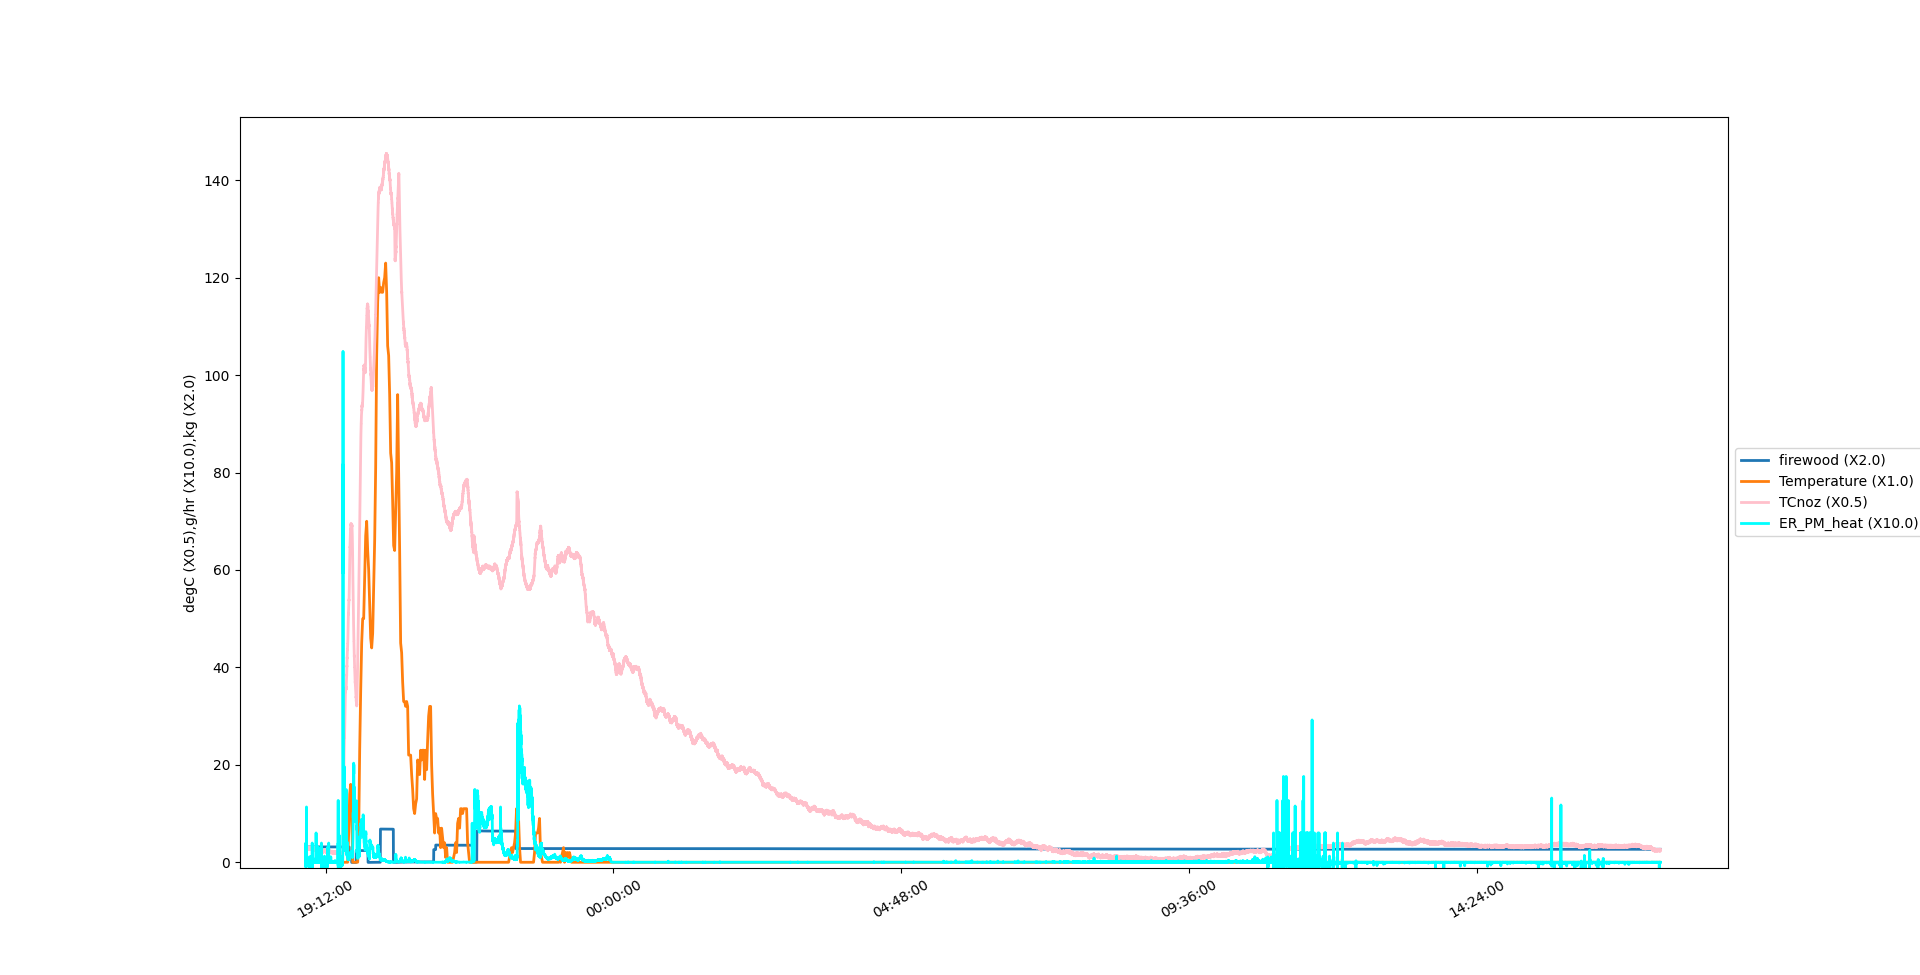 degC (X0.5),g/hr (X10.0),kg (X2.0)
140
120
100
80
60
40
20
0
19:12:00
00:00:00
04:48:00
09:36:00
14:24:00
firewood (X2.0)
Temperature (X1.0)
TCnoz (X0.5)
ER_PM_heat (X10.0)